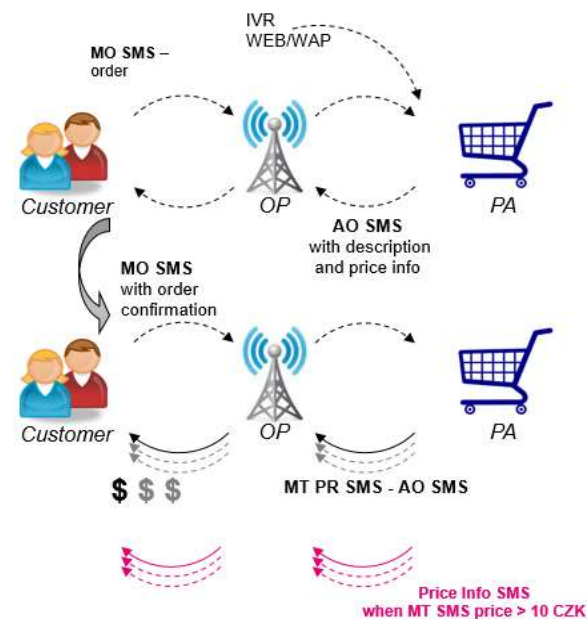 IVR
WEB/WAP
MO SMS –
order
Customer
OP
PA
AO SMS
with description
and price info
MO SMS
with order
confirmation
Customer
OP
PA
$ $ $
MT PR SMS - AO SMS
Price Info SMS
when MT SMS price > 10 CZK